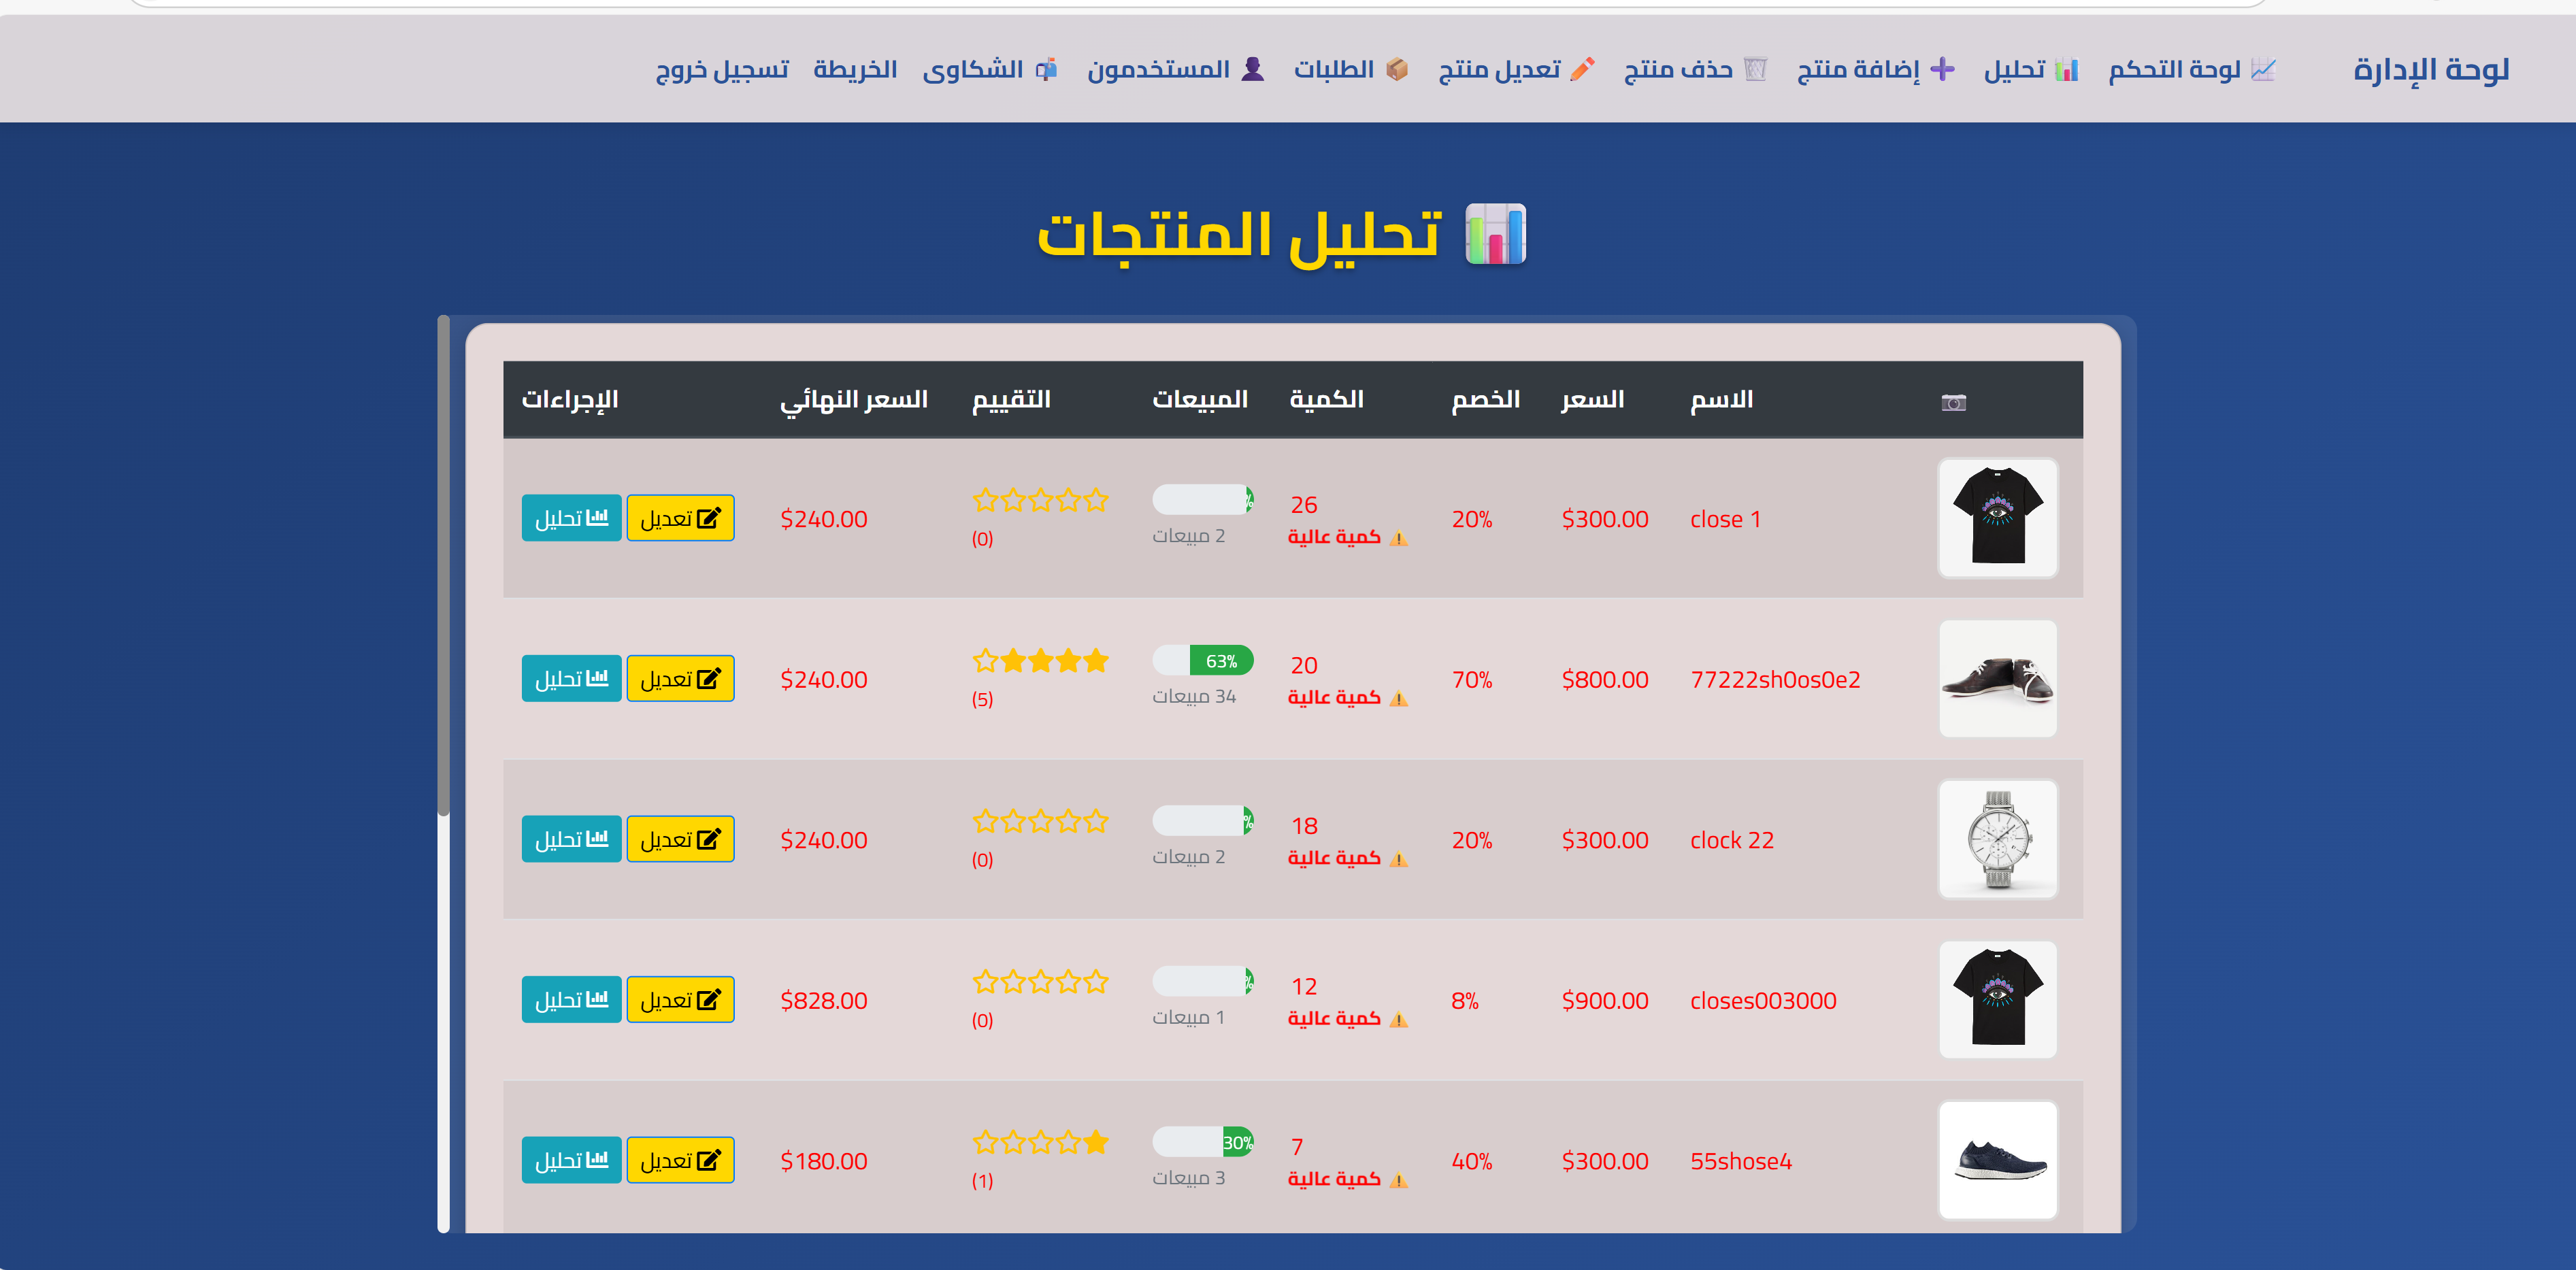 لوحة الإدارة
لوحة التحكم
تحليل
إضافة منتج
حذف منتج
تعديل منتج
الطلبات
المستخدمون
الشكاوى
الخريطة
تسجيل خروج
تحليل المنتجات
الاسم
السعر
الخصم
الكمية
المبيعات
التقييم
السعر النهائي
الإجراءات
close 1
$300.00
20%
26
كمية عالية
%
2 مبيعات
(0)
$240.00
تعديل
تحليل
77222sh0os0e2
$800.00
70%
20
كمية عالية
63%
34 مبيعات
(5)
$240.00
تعديل
تحليل
clock 22
$300.00
20%
18
كمية عالية
%
2 مبيعات
(0)
$240.00
تعديل
تحليل
closes003000
$900.00
8%
12
كمية عالية
%
1 مبيعات
(0)
$828.00
تعديل
تحليل
55shose4
$300.00
40%
7
كمية عالية
30%
3 مبيعات
(1)
$180.00
تعديل
تحليل